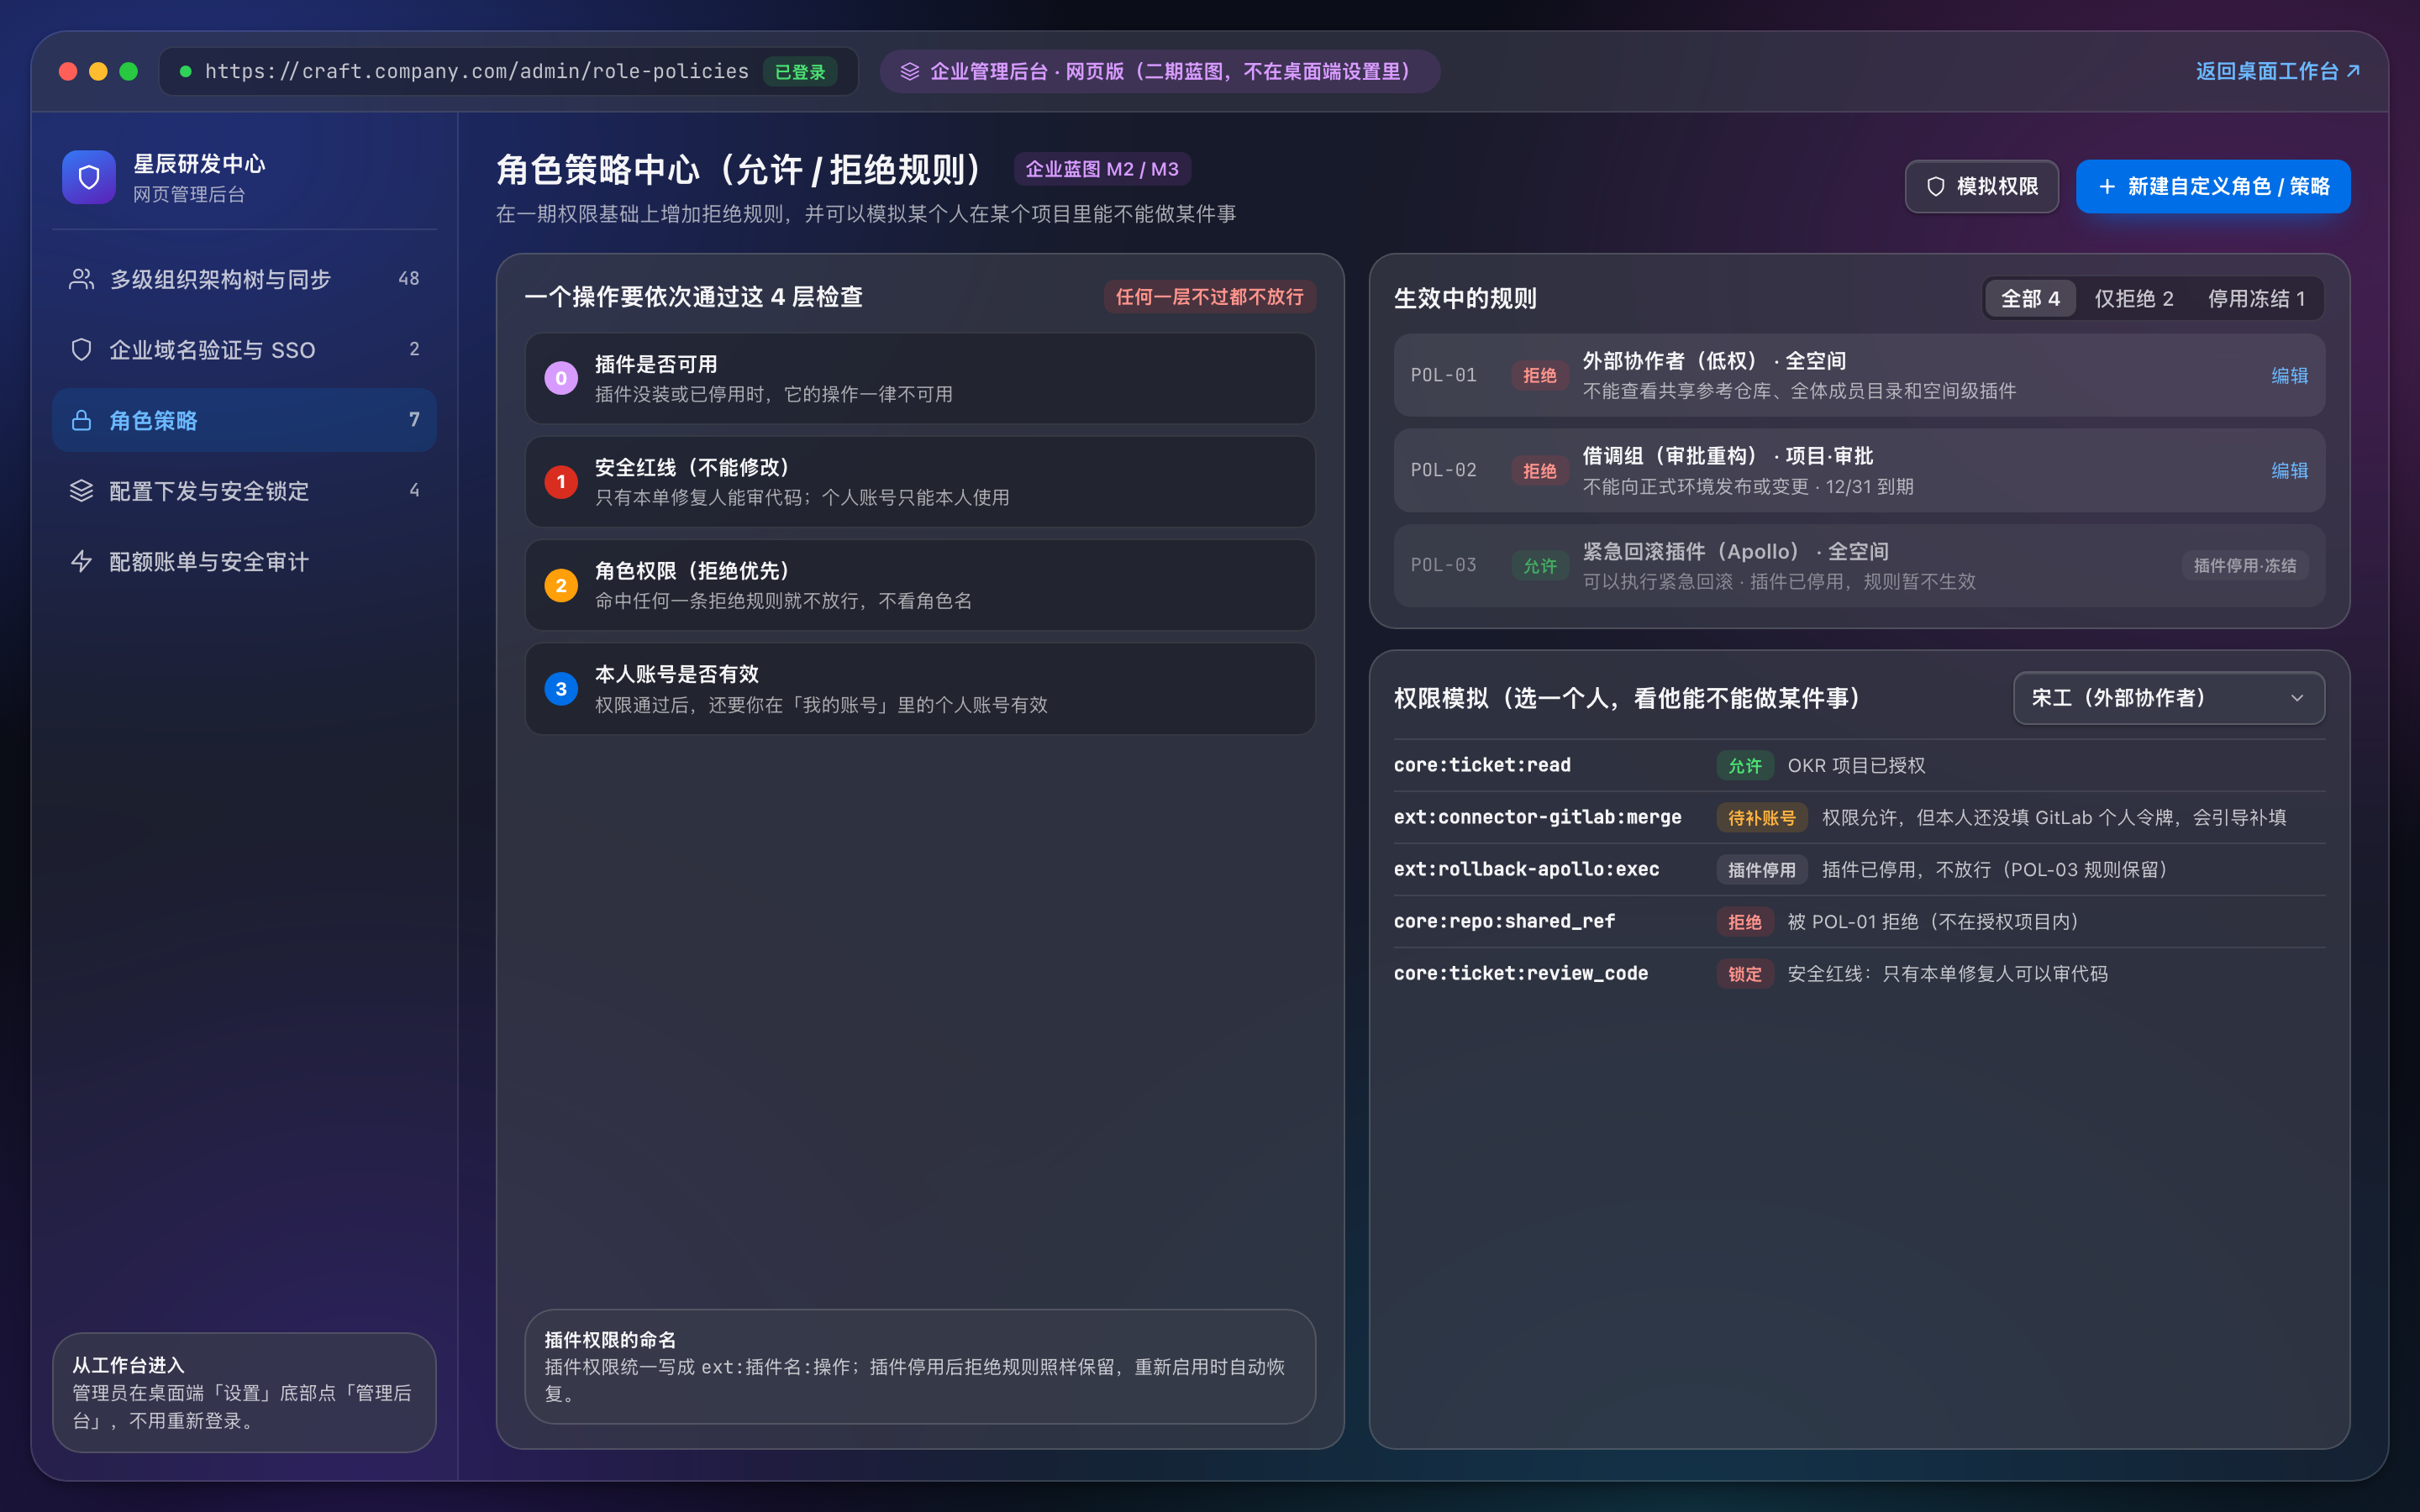 https://craft.company.com/admin/role-policies 已登录
企业管理后台 · 网页版（二期蓝图，不在桌面端设置里）
返回桌面工作台
星辰研发中心
网页管理后台
多级组织架构树与同步 48
企业域名验证与 SSO 2
角色策略 7
配置下发与安全锁定 4
配额账单与安全审计
从工作台进入
管理员在桌面端「设置」底部点「管理后
台」，不用重新登录。
角色策略中心（允许 / 拒绝规则） 企业蓝图 M2 / M3
在一期权限基础上增加拒绝规则，并可以模拟某个人在某个项目里能不能做某件事
模拟权限
新建自定义角色 / 策略
一个操作要依次通过这 4 层检查 任何一层不过都不放行
0 插件是否可用
插件没装或已停用时，它的操作一律不可用
1 安全红线（不能修改）
只有本单修复人能审代码；个人账号只能本人使用
2 角色权限（拒绝优先）
命中任何一条拒绝规则就不放行，不看角色名
3 本人账号是否有效
权限通过后，还要你在「我的账号」里的个人账号有效
插件权限的命名
插件权限统一写成 ext:插件名:操作；插件停用后拒绝规则照样保留，重新启用时自动恢
复。
生效中的规则 全部 4 仅拒绝 2 停用冻结 1
POL-01 拒绝 外部协作者（低权） · 全空间 编辑
不能查看共享参考仓库、全体成员目录和空间级插件
POL-02 拒绝 借调组（审批重构） · 项目·审批 编辑
不能向正式环境发布或变更 · 12/31 到期
POL-03 允许 紧急回滚插件（Apollo） · 全空间 插件停用·冻结
可以执行紧急回滚 · 插件已停用，规则暂不生效
权限模拟（选一个人，看他能不能做某件事） 宋工（外部协作者）
core:ticket:read 允许 OKR 项目已授权
ext:connector-gitlab:merge 待补账号 权限允许，但本人还没填 GitLab 个人令牌，会引导补填
ext:rollback-apollo:exec 插件停用 插件已停用，不放行（POL-03 规则保留）
core:repo:shared_ref 拒绝 被 POL-01 拒绝（不在授权项目内）
core:ticket:review_code 锁定 安全红线：只有本单修复人可以审代码